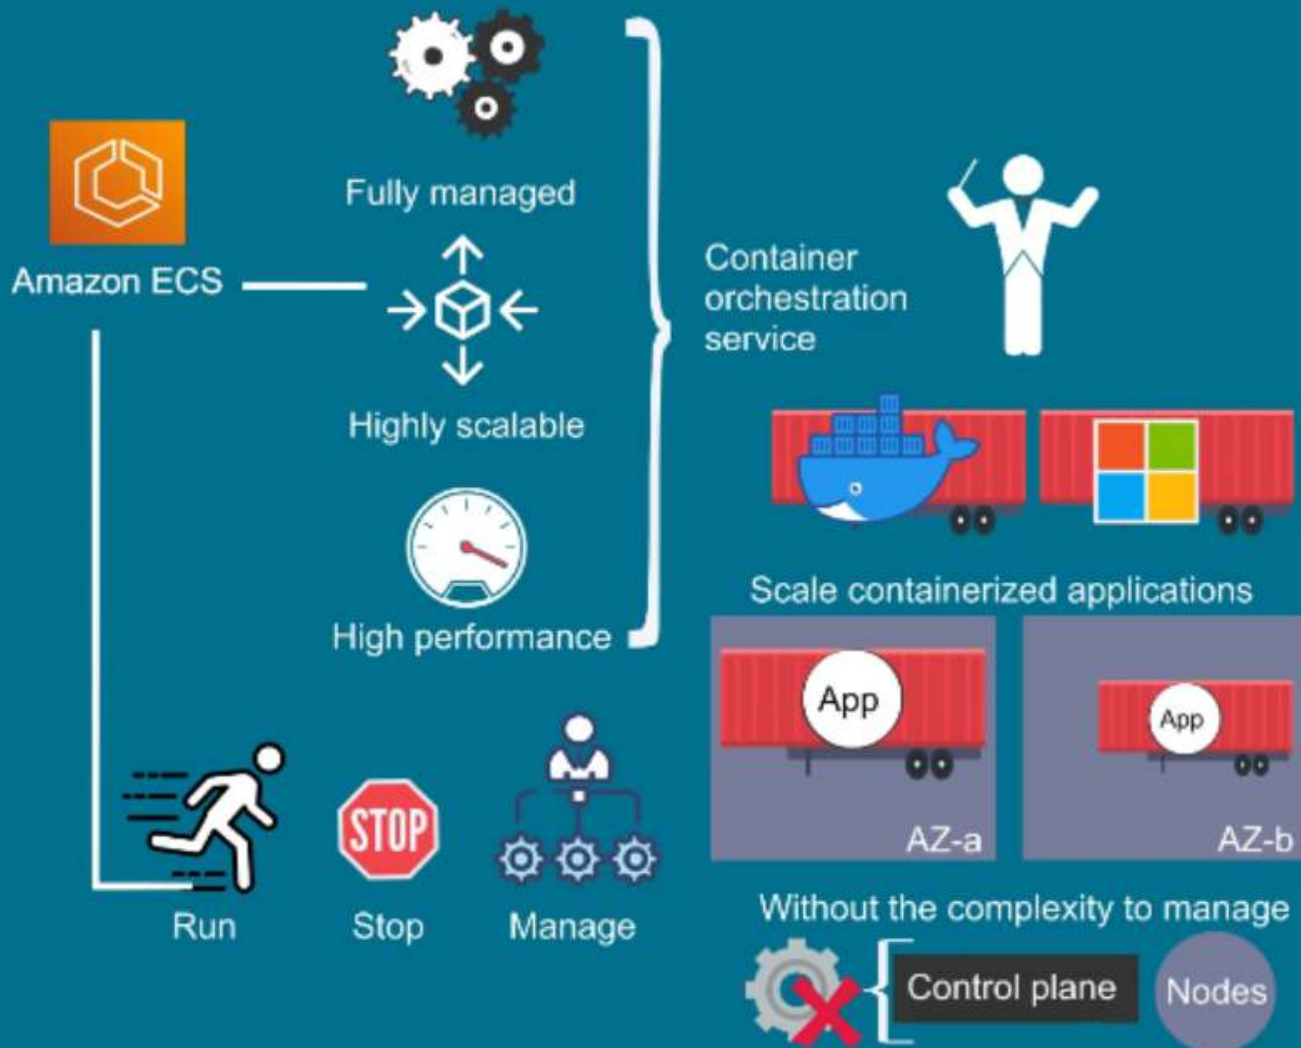 Amazon ECS
Fully managed
Highly scalable
High performance
Container
orchestration
service
Scale containerized applications
App
AZ-a
App
AZ-b
Run
STOP
Stop
Manage
Without the complexity to manage
Control plane
Nodes